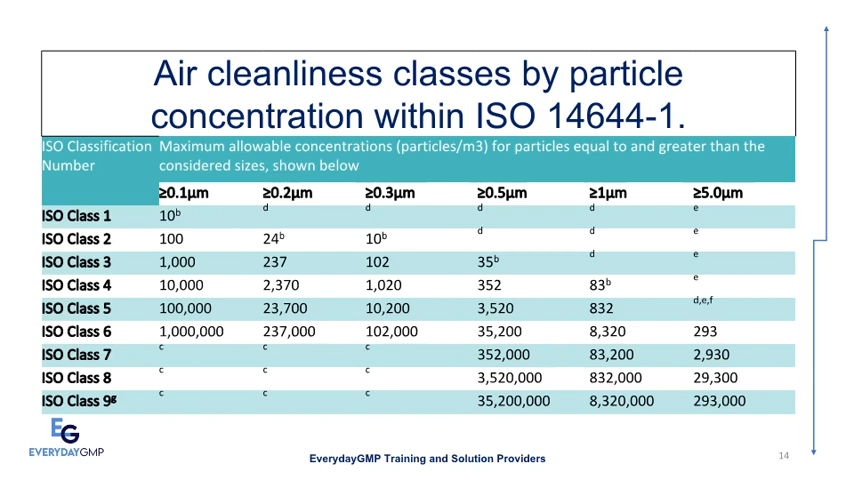 Air cleanliness classes by particle
concentration within ISO 14644-1.
ISO Classification Number Maximum allowable concentrations (particles/m3) for particles equal to and greater than the considered sizes, shown below
≥0.1µm ≥0.2µm ≥0.3µm ≥0.5µm ≥1µm ≥5.0µm
ISO Class 1 10ᵇ ᵈ ᵈ ᵈ ᵈ ᵉ
ISO Class 2 100 24ᵇ 10ᵇ ᵈ ᵈ ᵉ
ISO Class 3 1,000 237 102 35ᵇ ᵈ ᵉ
ISO Class 4 10,000 2,370 1,020 352 83ᵇ ᵉ
ISO Class 5 100,000 23,700 10,200 3,520 832 ᵈ,ᵉ,ᶠ
ISO Class 6 1,000,000 237,000 102,000 35,200 8,320 293
ISO Class 7 ᶜ ᶜ ᶜ 352,000 83,200 2,930
ISO Class 8 ᶜ ᶜ ᶜ 3,520,000 832,000 29,300
ISO Class 9ᵍ ᶜ ᶜ ᶜ 35,200,000 8,320,000 293,000
EG
EVERYDAYGMP
EverydayGMP Training and Solution Providers
14